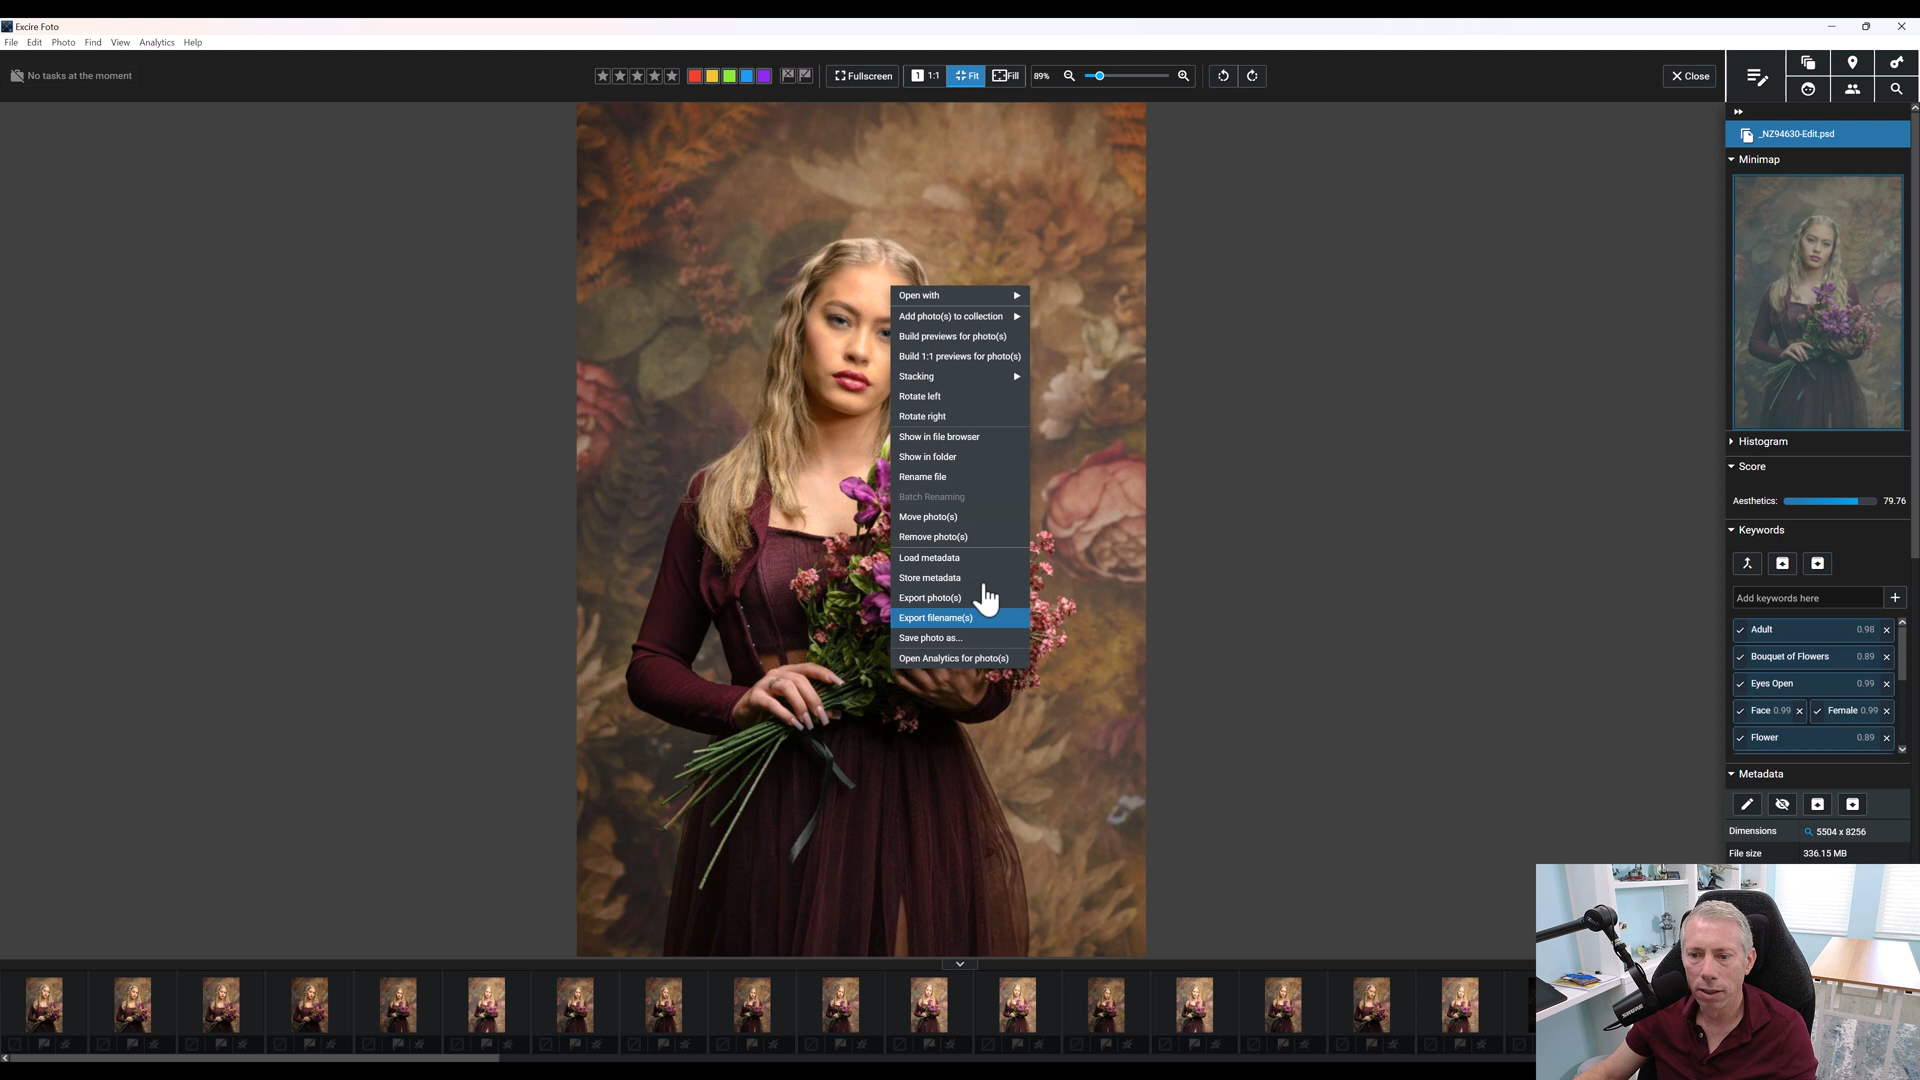 Excire Foto
File Edit Photo Find View Analytics Help
No tasks at the moment
Fullscreen
1 1:1
Fit
Fill
89%
Close
_NZ94630-Edit.psd
Minimap
Open with
Add photo(s) to collection
Build previews for photo(s)
Build 1:1 previews for photo(s)
Stacking
Rotate left
Rotate right
Show in file browser
Show in folder
Rename file
Batch Renaming
Move photo(s)
Remove photo(s)
Load metadata
Store metadata
Export photo(s)
Export filename(s)
Save photo as...
Open Analytics for photo(s)
Histogram
Score
Aesthetics: 79.76
Keywords
Add keywords here
Adult 0.98
Bouquet of Flowers 0.89
Eyes Open 0.99
Face 0.99 Female 0.99
Flower 0.89
Metadata
Dimensions 5504 x 8256
File size 336.15 MB